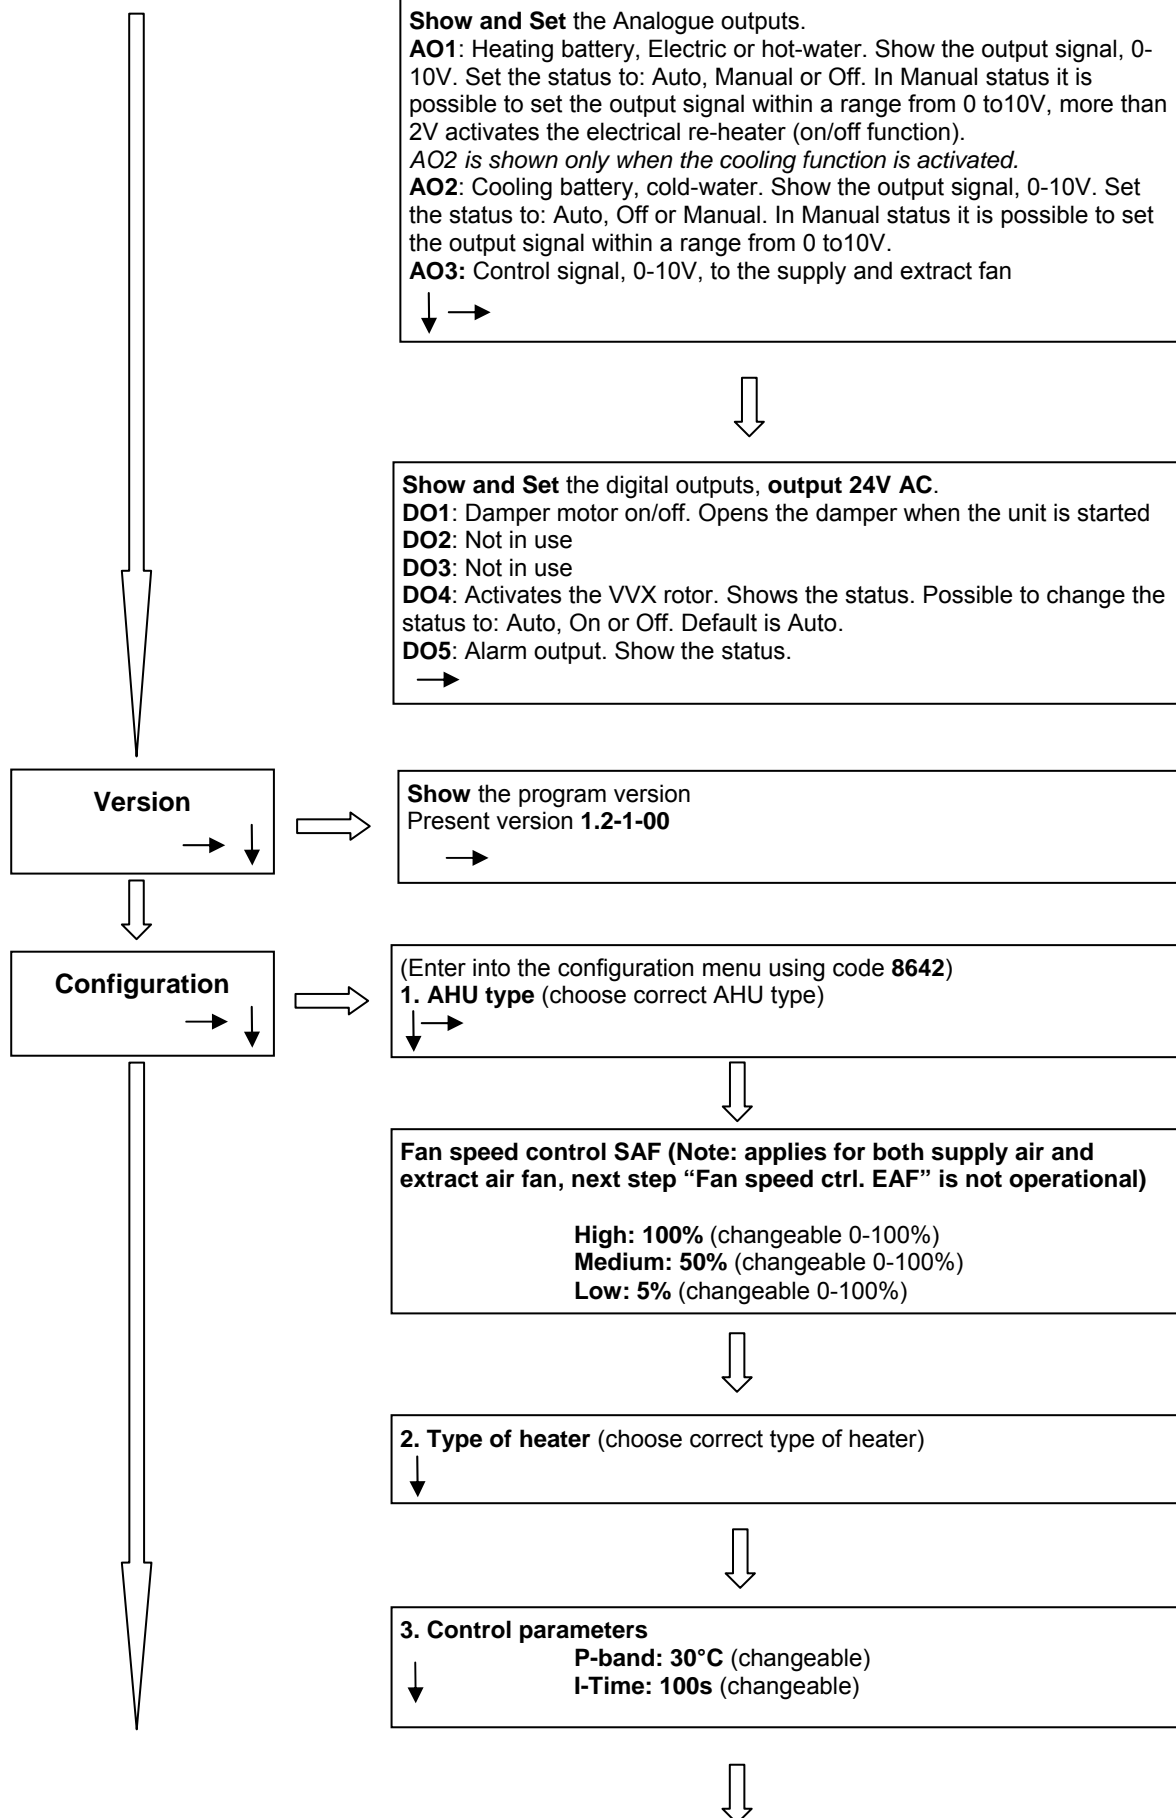 Show and Set the Analogue outputs.
AO1: Heating battery, Electric or hot-water. Show the output signal, 0-
10V. Set the status to: Auto, Manual or Off. In Manual status it is
possible to set the output signal within a range from 0 to10V, more than
2V activates the electrical re-heater (on/off function).
AO2 is shown only when the cooling function is activated.
AO2: Cooling battery, cold-water. Show the output signal, 0-10V. Set
the status to: Auto, Off or Manual. In Manual status it is possible to set
the output signal within a range from 0 to10V.
AO3: Control signal, 0-10V, to the supply and extract fan
Show and Set the digital outputs, output 24V AC.
DO1: Damper motor on/off. Opens the damper when the unit is started
DO2: Not in use
DO3: Not in use
DO4: Activates the VVX rotor. Shows the status. Possible to change the
status to: Auto, On or Off. Default is Auto.
DO5: Alarm output. Show the status.
Version
Show the program version
Present version 1.2-1-00
Configuration
(Enter into the configuration menu using code 8642)
1. AHU type (choose correct AHU type)
Fan speed control SAF (Note: applies for both supply air and
extract air fan, next step “Fan speed ctrl. EAF” is not operational)
High: 100% (changeable 0-100%)
Medium: 50% (changeable 0-100%)
Low: 5% (changeable 0-100%)
2. Type of heater (choose correct type of heater)
3. Control parameters
P-band: 30°C (changeable)
I-Time: 100s (changeable)